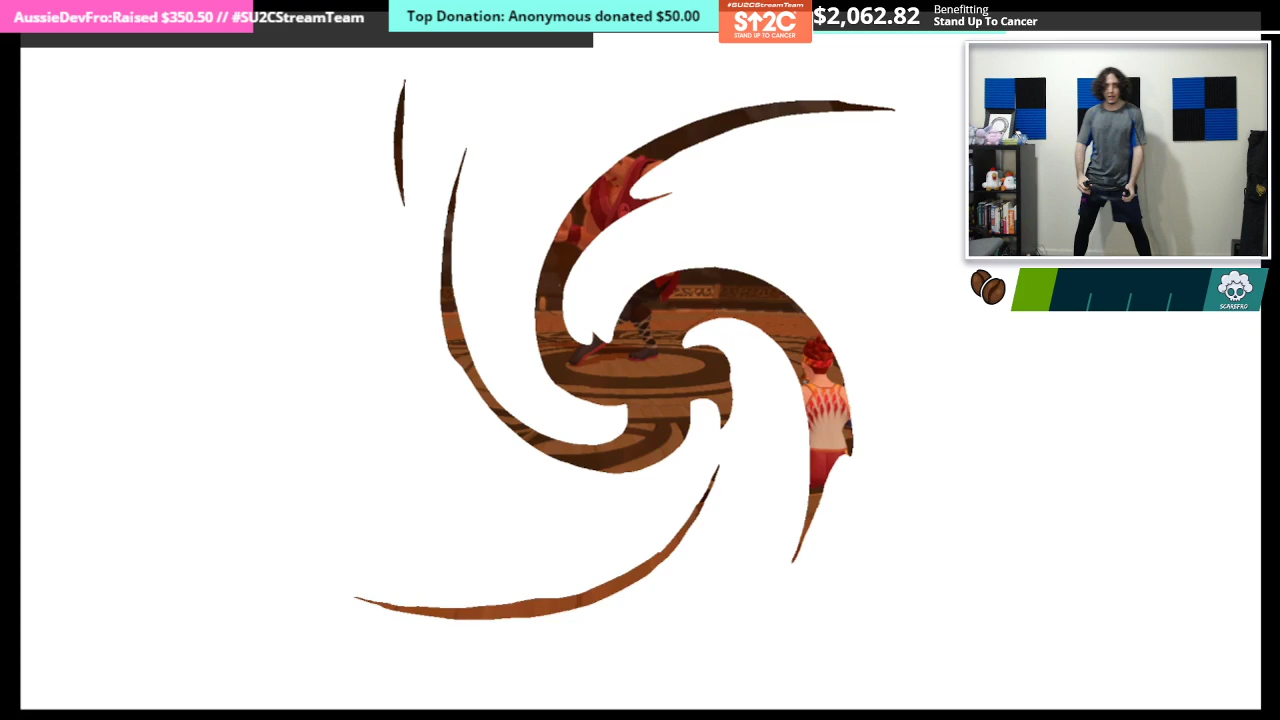 AussieDevFro:Raised $350.50 // #SU2CStreamTeam
Top Donation: Anonymous donated $50.00
#SU2CStreamTeam
SU2C
STAND UP TO CANCER
$2,062.82
Benefitting
Stand Up To Cancer
SCAREFRO